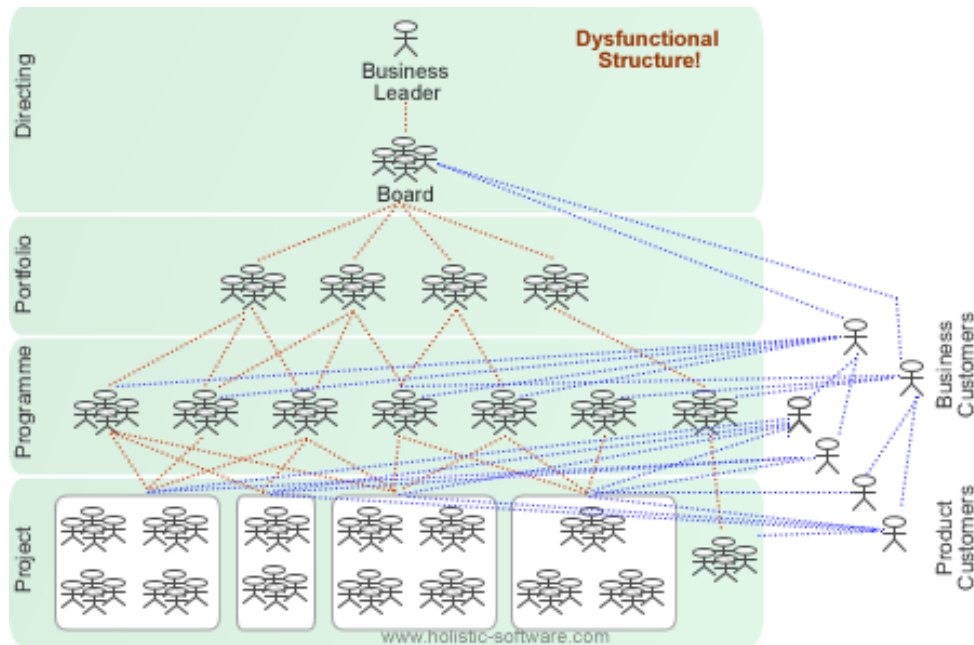 Directing
Business
Leader
Dysfunctional
Structure!
Board
Portfolio
Programme
Business
Customers
Project
Product
Customers
www.holistic-software.com